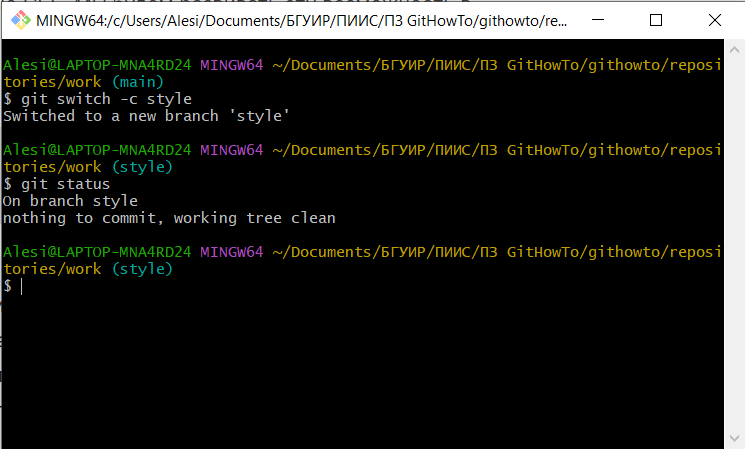 MINGW64:/c/Users/Alesi/Documents/БГУИР/ПИИС/ПЗ GitHowTo/githowto/re...
Alesi@LAPTOP-MNA4RD24 MINGW64 ~/Documents/БГУИР/ПИИС/ПЗ GitHowTo/githowto/reposi
tories/work (main)
$ git switch -c style
Switched to a new branch 'style'
Alesi@LAPTOP-MNA4RD24 MINGW64 ~/Documents/БГУИР/ПИИС/ПЗ GitHowTo/githowto/reposi
tories/work (style)
$ git status
On branch style
nothing to commit, working tree clean
Alesi@LAPTOP-MNA4RD24 MINGW64 ~/Documents/БГУИР/ПИИС/ПЗ GitHowTo/githowto/reposi
tories/work (style)
$